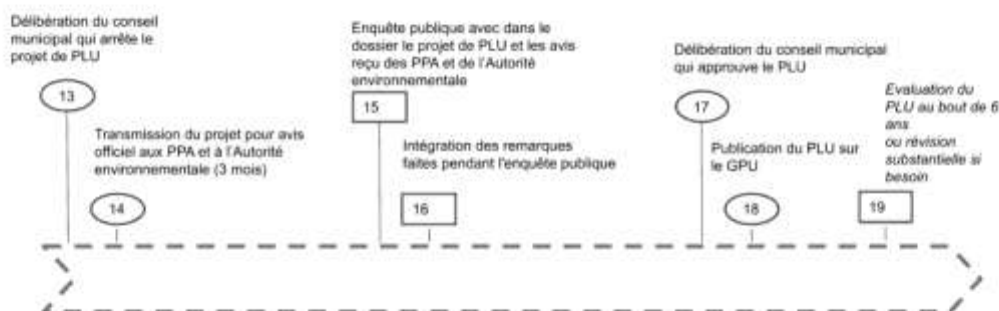 Délibération du conseil
municipal qui arrête le
projet de PLU
13
Transmission du projet pour avis
officiel aux PPA et à l'Autorité
environnementale (3 mois)
14
Enquête publique avec dans le
dossier le projet de PLU et les avis
reçu des PPA et de l'Autorité
environnementale
15
Intégration des remarques
faites pendant l'enquête publique
16
Délibération du conseil municipal
qui approuve le PLU
17
Publication du PLU sur
le GPU
18
Evaluation du
PLU au bout de 6
ans
ou révision
substantielle si
besoin
19